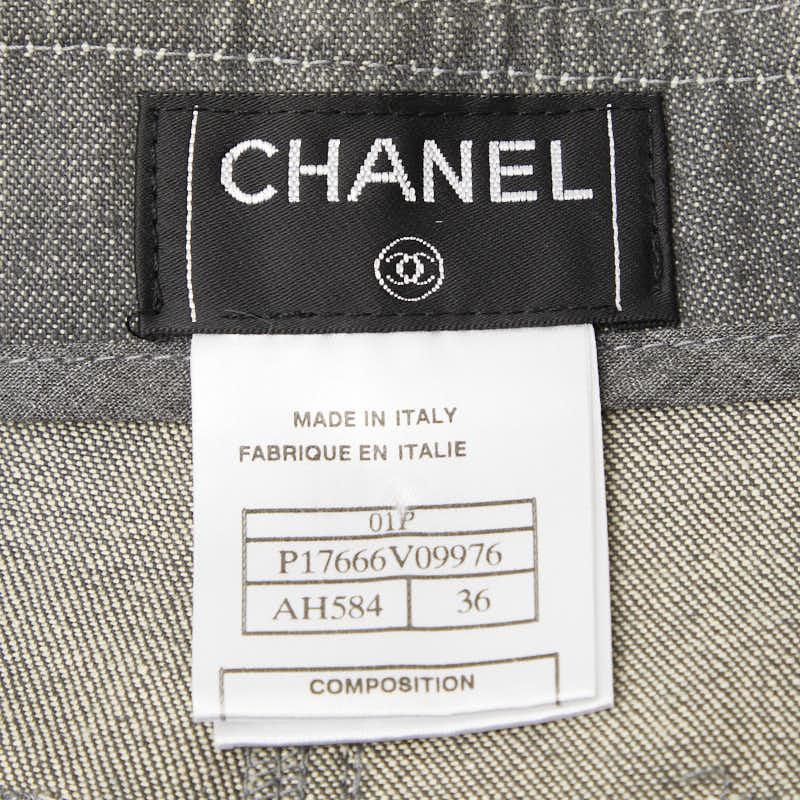 CHANEL
MADE IN ITALY
FABRIQUE EN ITALIE
01P
P17666V09976
AH584 36
COMPOSITION